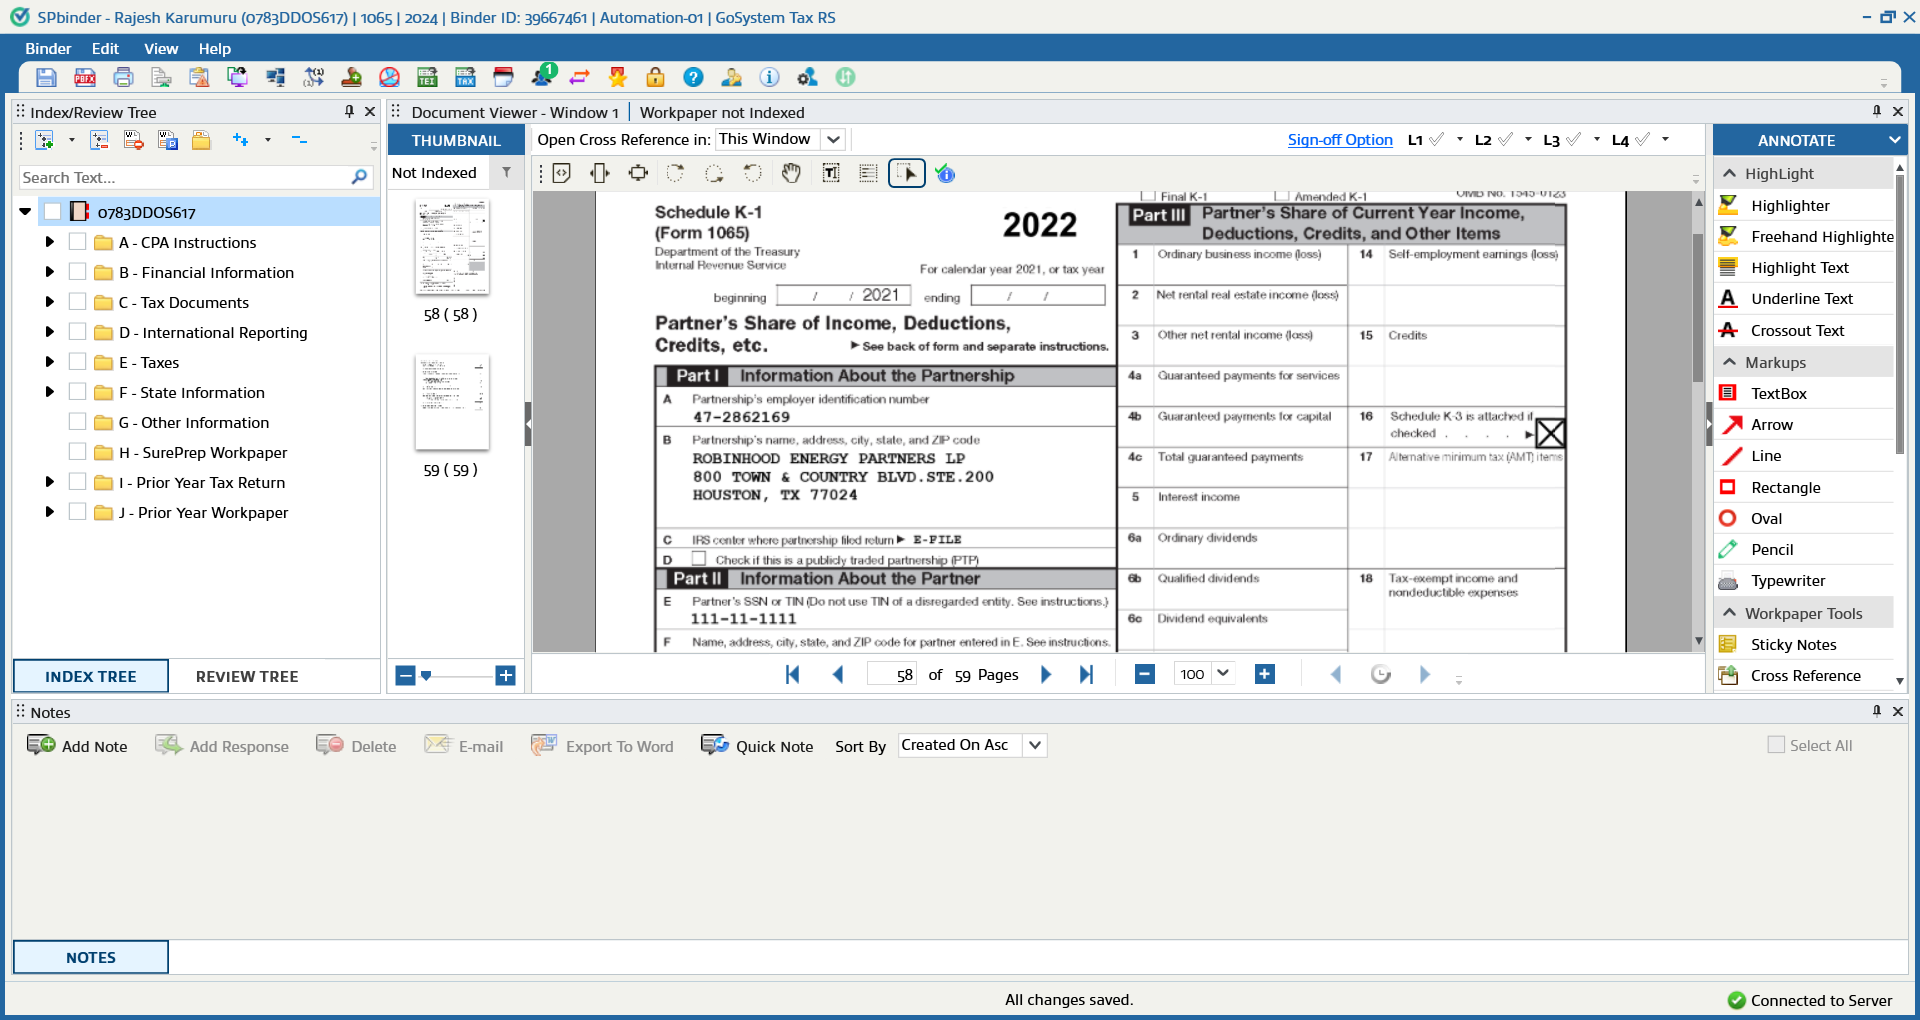 SPbinder - Rajesh Karumuru (0783DDOS617) | 1065 | 2024 | Binder ID: 39667461 | Automation-01 | GoSystem Tax RS
Binder Edit View Help
PBFX TEI TAX 1
Index/Review Tree
Search Text...
0783DDOS617
A - CPA Instructions
B - Financial Information
C - Tax Documents
D - International Reporting
E - Taxes
F - State Information
G - Other Information
H - SurePrep Workpaper
I - Prior Year Tax Return
J - Prior Year Workpaper
INDEX TREE REVIEW TREE
Document Viewer - Window 1 | Workpaper not Indexed
THUMBNAIL
Not Indexed
58 ( 58 )
59 ( 59 )
Open Cross Reference in: This Window
Sign-off Option L1 L2 L3 L4
Final K-1 Amended K-1 OMB No. 1545-0123
Schedule K-1
(Form 1065)
2022
Department of the Treasury
Internal Revenue Service
For calendar year 2021, or tax year
beginning / / 2021 ending / /
Partner's Share of Income, Deductions,
Credits, etc. ► See back of form and separate instructions.
Part I Information About the Partnership
A Partnership's employer identification number
47-2862169
B Partnership's name, address, city, state, and ZIP code
ROBINHOOD ENERGY PARTNERS LP
800 TOWN & COUNTRY BLVD.STE.200
HOUSTON, TX 77024
C IRS center where partnership filed return ► E-FILE
D Check if this is a publicly traded partnership (PTP)
Part II Information About the Partner
E Partner's SSN or TIN (Do not use TIN of a disregarded entity. See instructions.)
111-11-1111
F Name, address, city, state, and ZIP code for partner entered in E. See instructions.
Part III Partner's Share of Current Year Income,
Deductions, Credits, and Other Items
1 Ordinary business income (loss)
14 Self-employment earnings (loss)
2 Net rental real estate income (loss)
3 Other net rental income (loss)
15 Credits
4a Guaranteed payments for services
4b Guaranteed payments for capital
16 Schedule K-3 is attached if
checked . . . . ►
4c Total guaranteed payments
17 Alternative minimum tax (AMT) items
5 Interest income
6a Ordinary dividends
6b Qualified dividends
18 Tax-exempt income and
nondeductible expenses
6c Dividend equivalents
58 of 59 Pages 100
ANNOTATE
HighLight
Highlighter
Freehand Highlighte
Highlight Text
Underline Text
Crossout Text
Markups
TextBox
Arrow
Line
Rectangle
Oval
Pencil
Typewriter
Workpaper Tools
Sticky Notes
Cross Reference
Notes
Add Note Add Response Delete E-mail Export To Word Quick Note Sort By Created On Asc Select All
NOTES
All changes saved.
Connected to Server